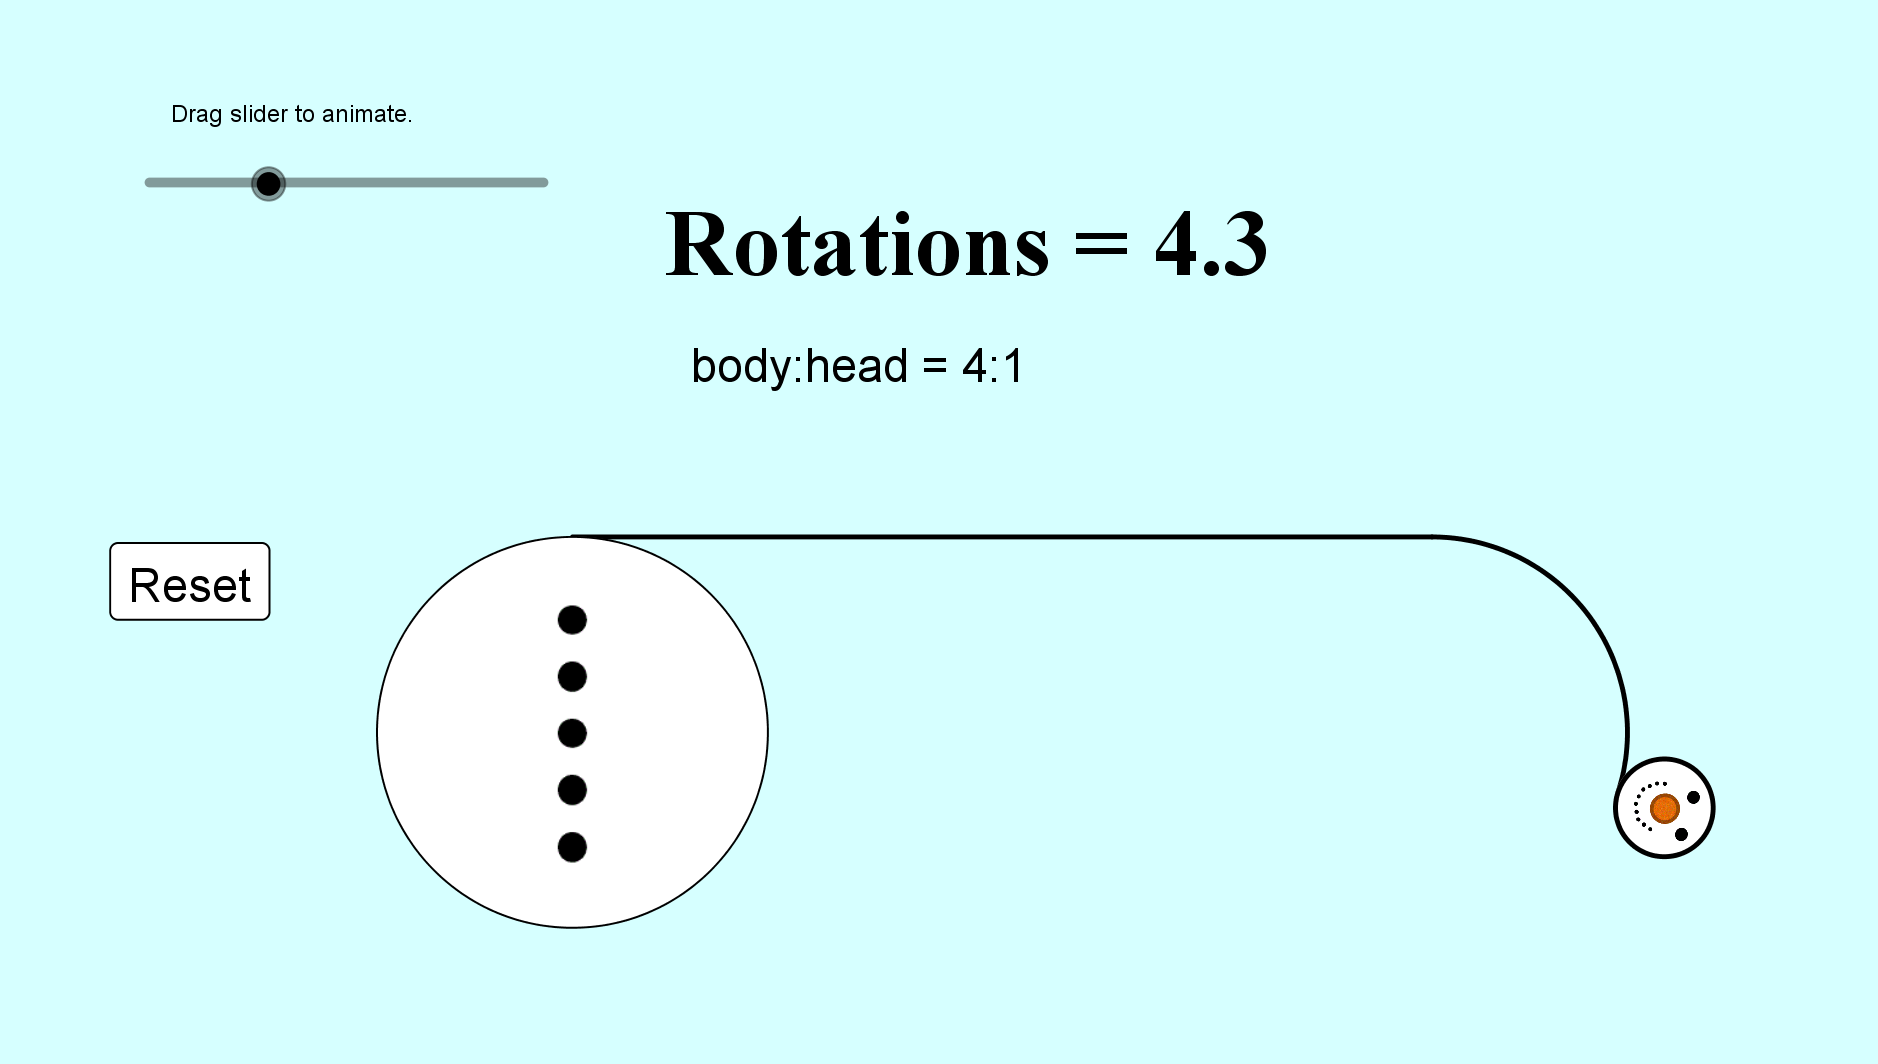 Drag slider to animate.
Rotations = 4.3
body:head = 4:1
Reset